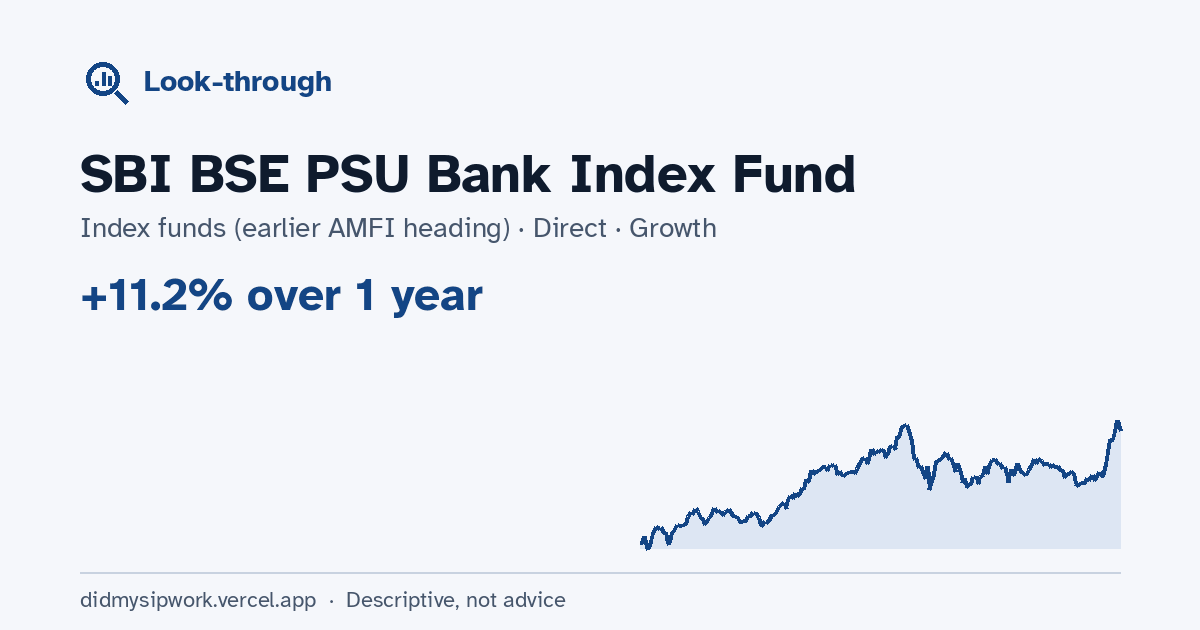 Look-through
SBI BSE PSU Bank Index Fund
Index funds (earlier AMFI heading) · Direct · Growth
+11.2% over 1 year
didmysipwork.vercel.app · Descriptive, not advice